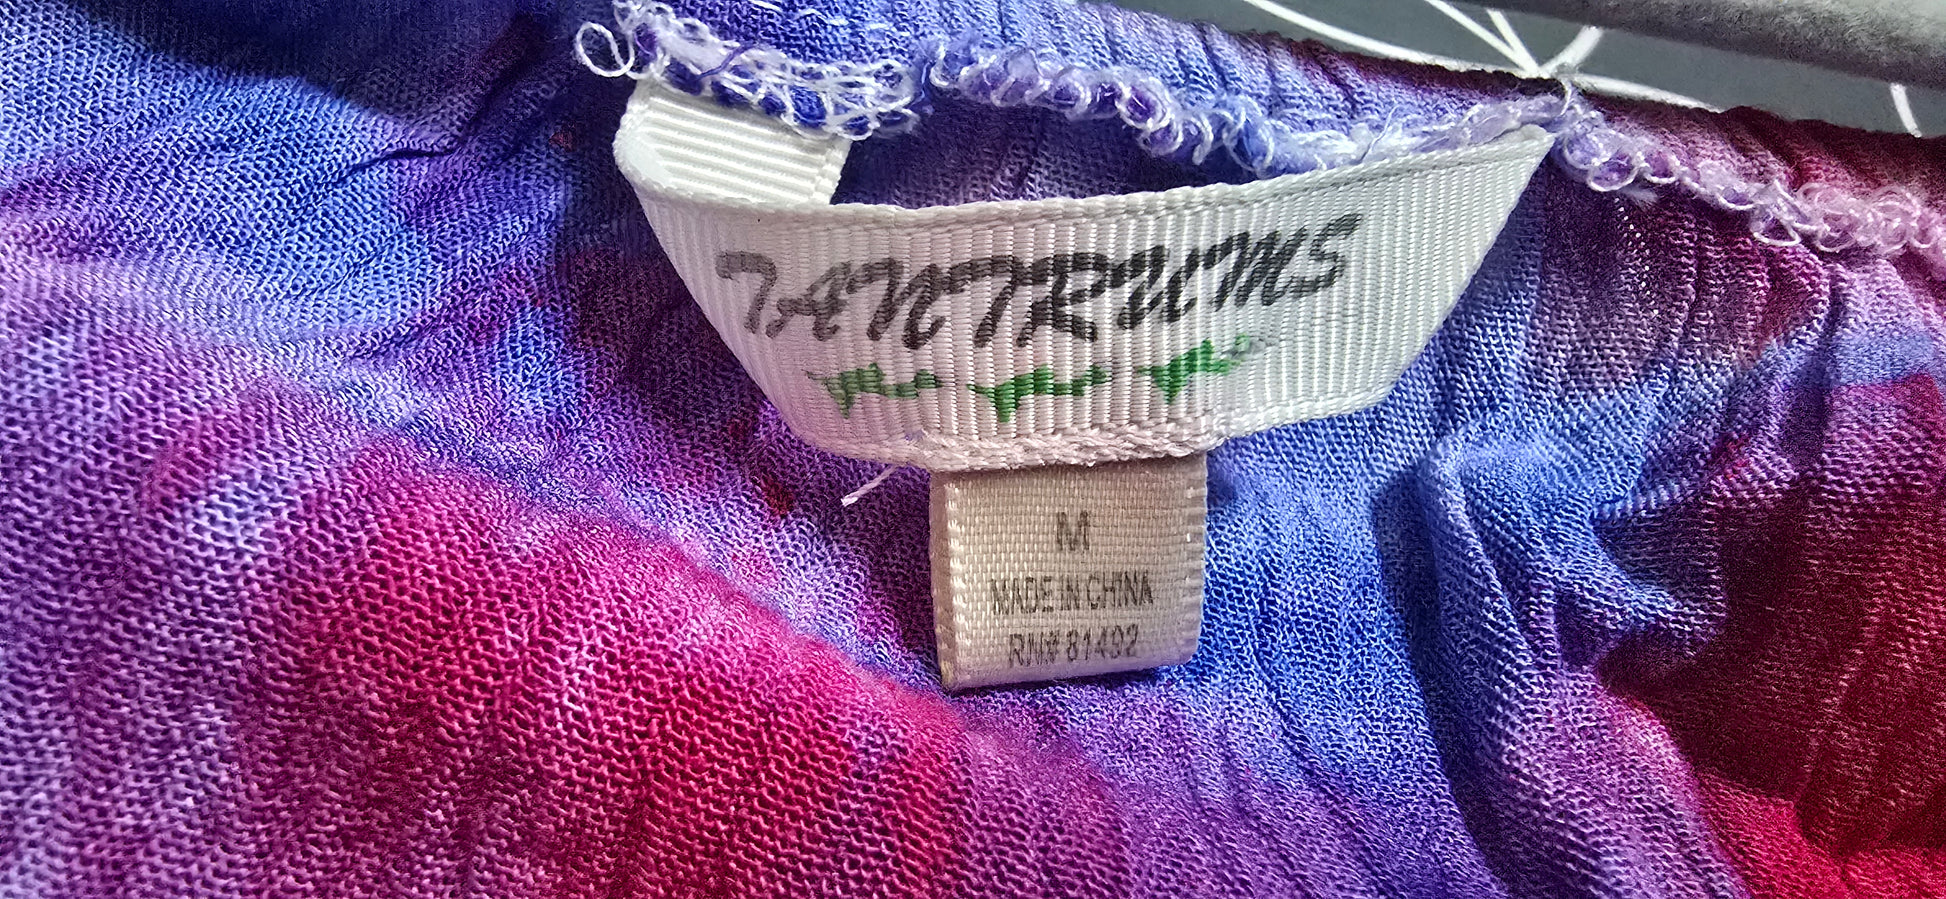 TANTRUMS
M
MADE IN CHINA
RN# 81492